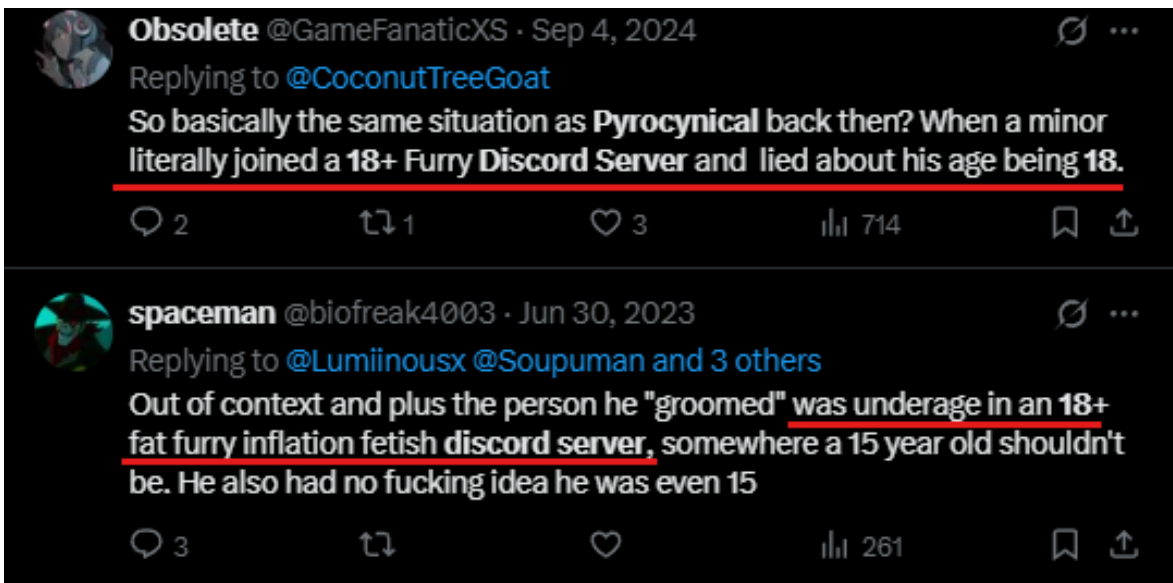 Obsolete @GameFanaticXS · Sep 4, 2024
Replying to @CoconutTreeGoat
So basically the same situation as Pyrocynical back then? When a minor
literally joined a 18+ Furry Discord Server and lied about his age being 18.
2 1 3 714
spaceman @biofreak4003 · Jun 30, 2023
Replying to @Lumiinousx @Soupuman and 3 others
Out of context and plus the person he "groomed" was underage in an 18+
fat furry inflation fetish discord server, somewhere a 15 year old shouldn't
be. He also had no fucking idea he was even 15
3 261